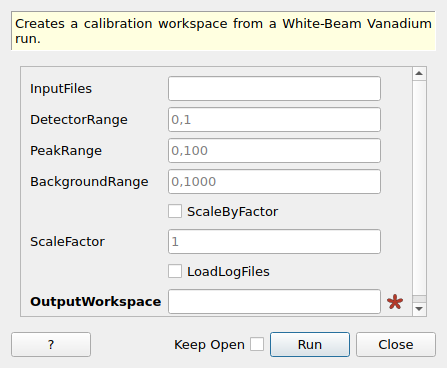 Creates a calibration workspace from a White-Beam Vanadium
run.
InputFiles
DetectorRange 0,1
PeakRange 0,100
BackgroundRange 0,1000
ScaleByFactor
ScaleFactor 1
LoadLogFiles
OutputWorkspace *
? Keep Open Run Close